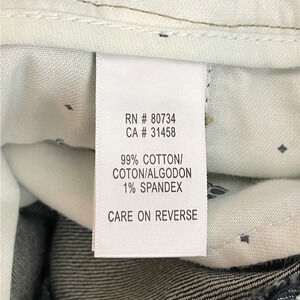 RN # 80734
CA # 31458
99% COTTON/
COTON/ALGODON
1% SPANDEX
CARE ON REVERSE